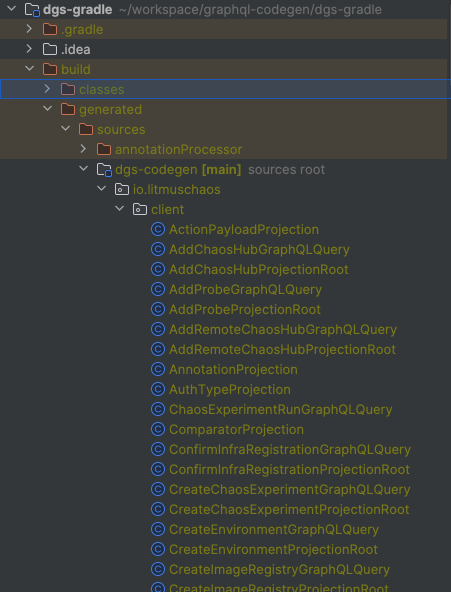 dgs-gradle ~/workspace/graphql-codegen/dgs-gradle
.gradle
.idea
build
classes
generated
sources
annotationProcessor
dgs-codegen [main] sources root
io.litmuschaos
client
C ActionPayloadProjection
C AddChaosHubGraphQLQuery
C AddChaosHubProjectionRoot
C AddProbeGraphQLQuery
C AddProbeProjectionRoot
C AddRemoteChaosHubGraphQLQuery
C AddRemoteChaosHubProjectionRoot
C AnnotationProjection
C AuthTypeProjection
C ChaosExperimentRunGraphQLQuery
C ComparatorProjection
C ConfirmInfraRegistrationGraphQLQuery
C ConfirmInfraRegistrationProjectionRoot
C CreateChaosExperimentGraphQLQuery
C CreateChaosExperimentProjectionRoot
C CreateEnvironmentGraphQLQuery
C CreateEnvironmentProjectionRoot
C CreateImageRegistryGraphQLQuery
C CreateImageRegistryProjectionRoot